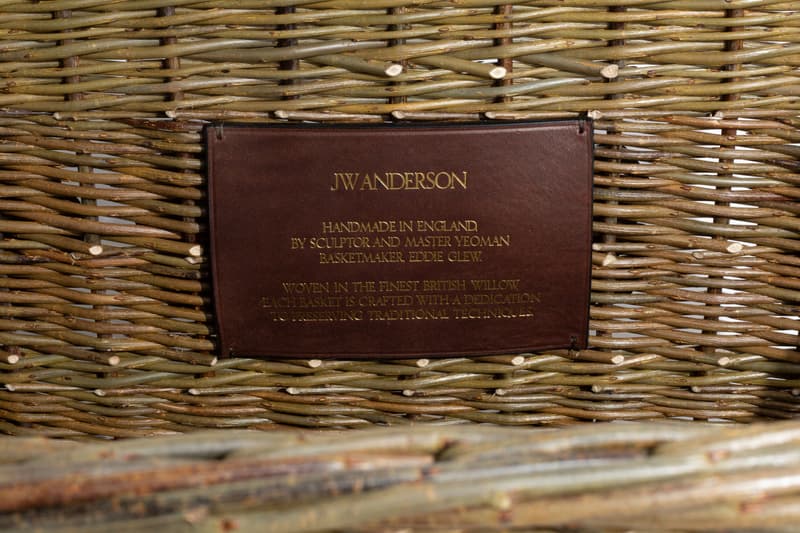 JW ANDERSON
HANDMADE IN ENGLAND,
BY SCULPTOR AND MASTER YEOMAN
BASKETMAKER, EDDIE GLEW.
WOVEN IN THE FINEST BRITISH WILLOW
EACH BASKET IS CRAFTED WITH A DEDICATION
TO PRESERVING TRADITIONAL TECHNIQUES.